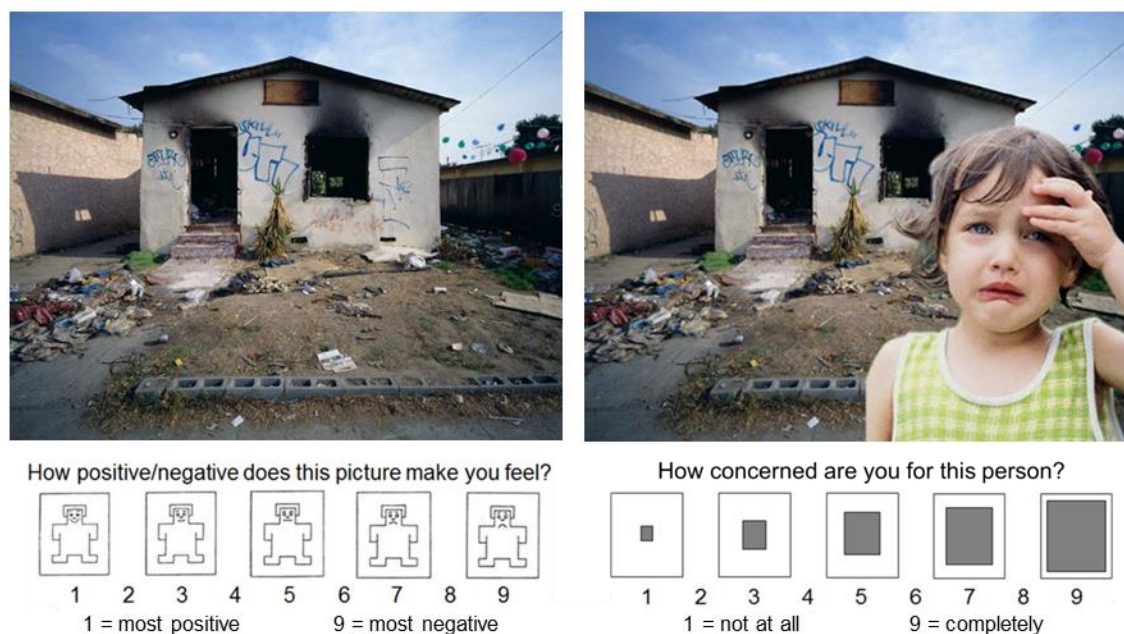 How positive/negative does this picture make you feel?
1 2 3 4 5 6 7 8 9
1 = most positive 9 = most negative
How concerned are you for this person?
1 2 3 4 5 6 7 8 9
1 = not at all 9 = completely